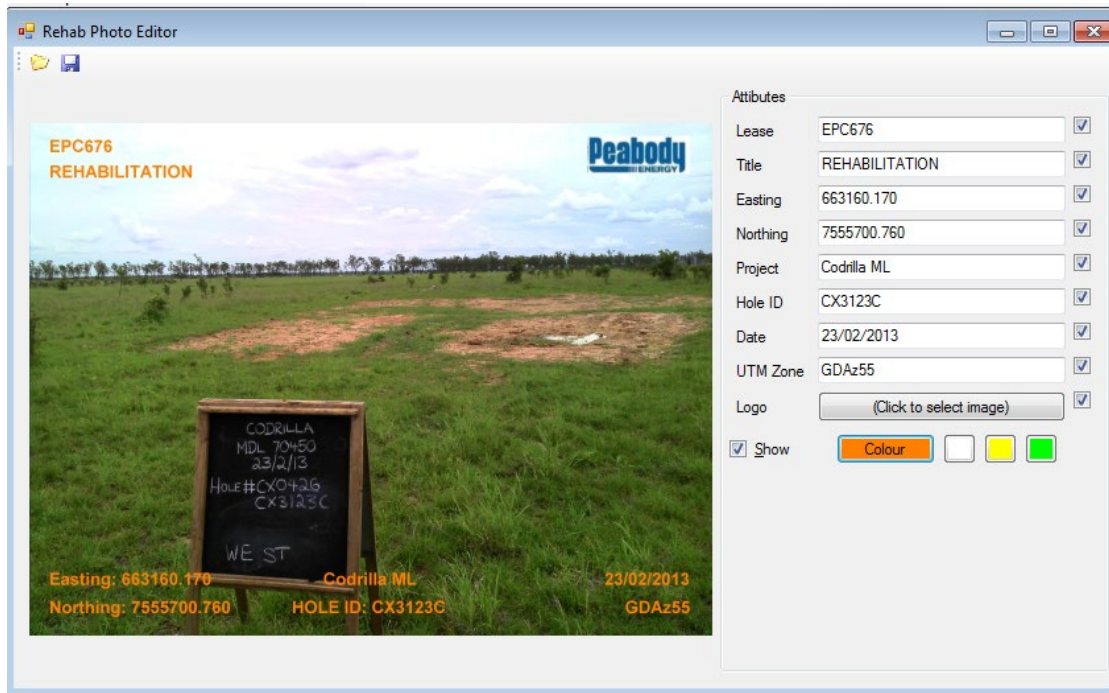 Rehab Photo Editor
EPC676
REHABILITATION
Peabody
ENERGY
CODRILLA
MDL 70450
23/2/13
HOLE#CX0426
CX3123C
WE ST
Easting: 663160.170
Codrilla ML
23/02/2013
Northing: 7555700.760
HOLE ID: CX3123C
GDAz55
Attibutes
Lease EPC676
Title REHABILITATION
Easting 663160.170
Northing 7555700.760
Project Codrilla ML
Hole ID CX3123C
Date 23/02/2013
UTM Zone GDAz55
Logo (Click to select image)
Show Colour